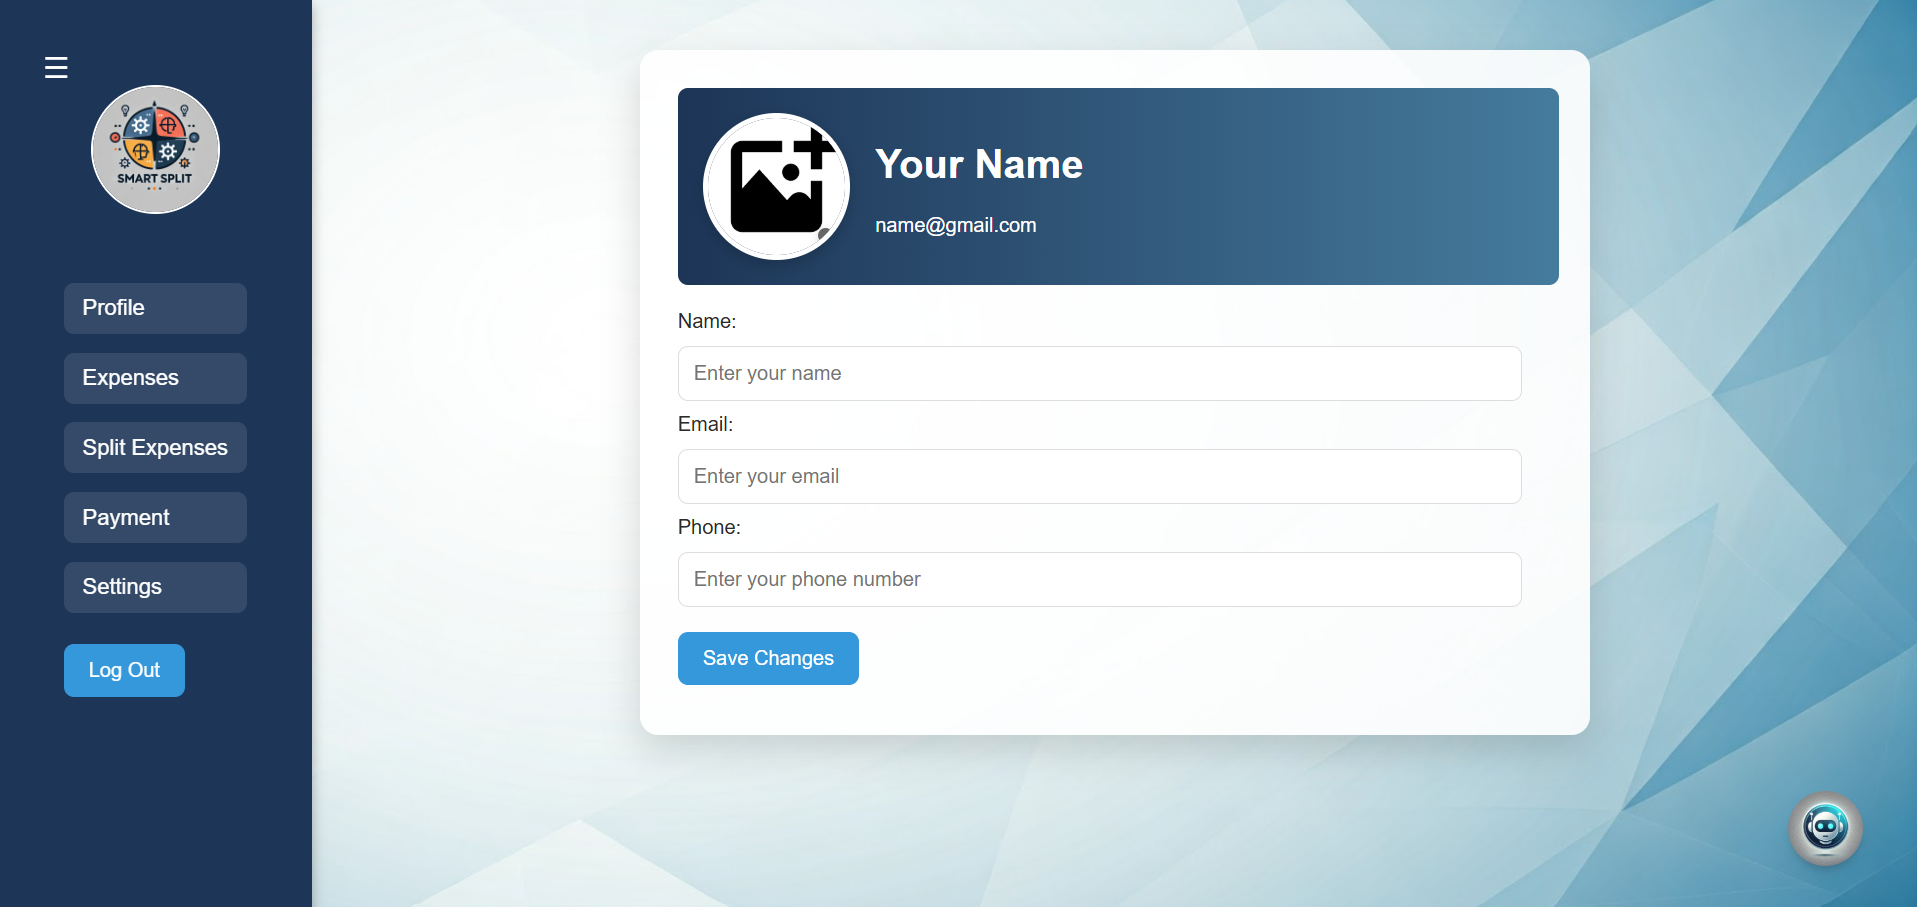 SMART SPLIT
Profile
Expenses
Split Expenses
Payment
Settings
Log Out
Your Name
name@gmail.com
Name:
Enter your name
Email:
Enter your email
Phone:
Enter your phone number
Save Changes